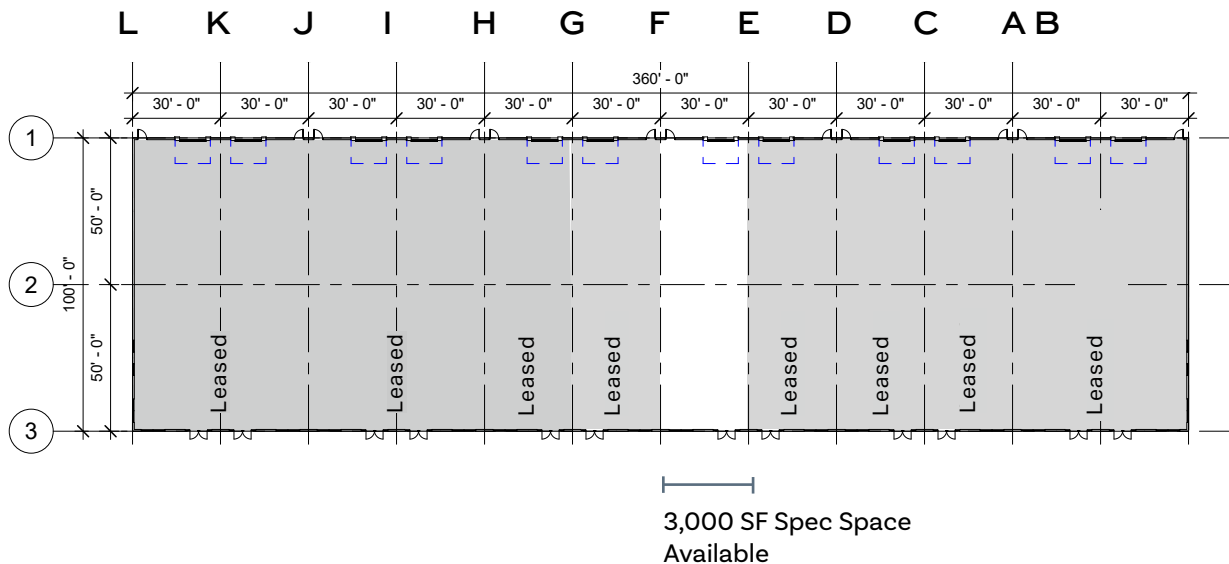 L K J I H G F E D C A B
360' - 0"
30' - 0" 30' - 0" 30' - 0" 30' - 0" 30' - 0" 30' - 0" 30' - 0" 30' - 0" 30' - 0" 30' - 0" 30' - 0" 30' - 0"
1
50' - 0"
2
100' - 0"
50' - 0"
Leased Leased Leased Leased Leased Leased Leased Leased
3
3,000 SF Spec Space
Available